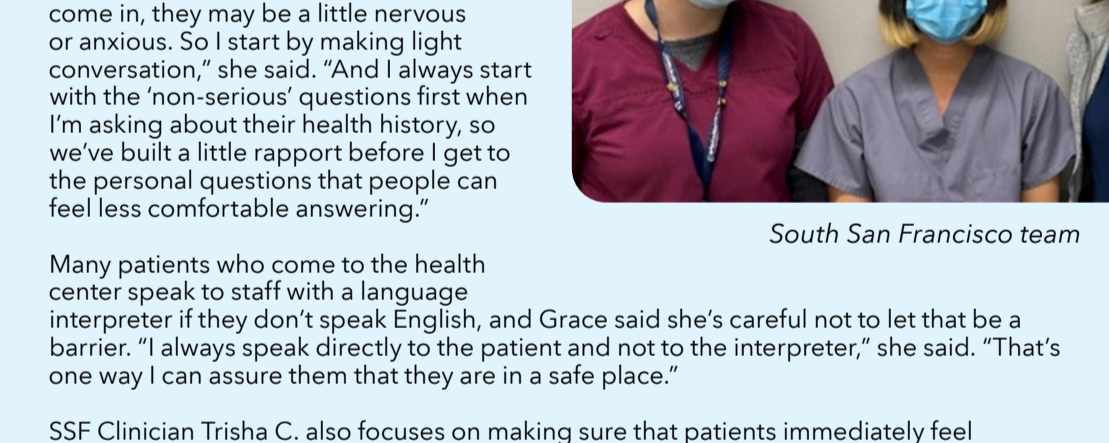 come in, they may be a little nervous
or anxious. So I start by making light
conversation,” she said. “And I always start
with the ‘non-serious’ questions first when
I’m asking about their health history, so
we’ve built a little rapport before I get to
the personal questions that people can
feel less comfortable answering.”
South San Francisco team
Many patients who come to the health
center speak to staff with a language
interpreter if they don’t speak English, and Grace said she’s careful not to let that be a
barrier. “I always speak directly to the patient and not to the interpreter,” she said. “That’s
one way I can assure them that they are in a safe place.”
SSF Clinician Trisha C. also focuses on making sure that patients immediately feel